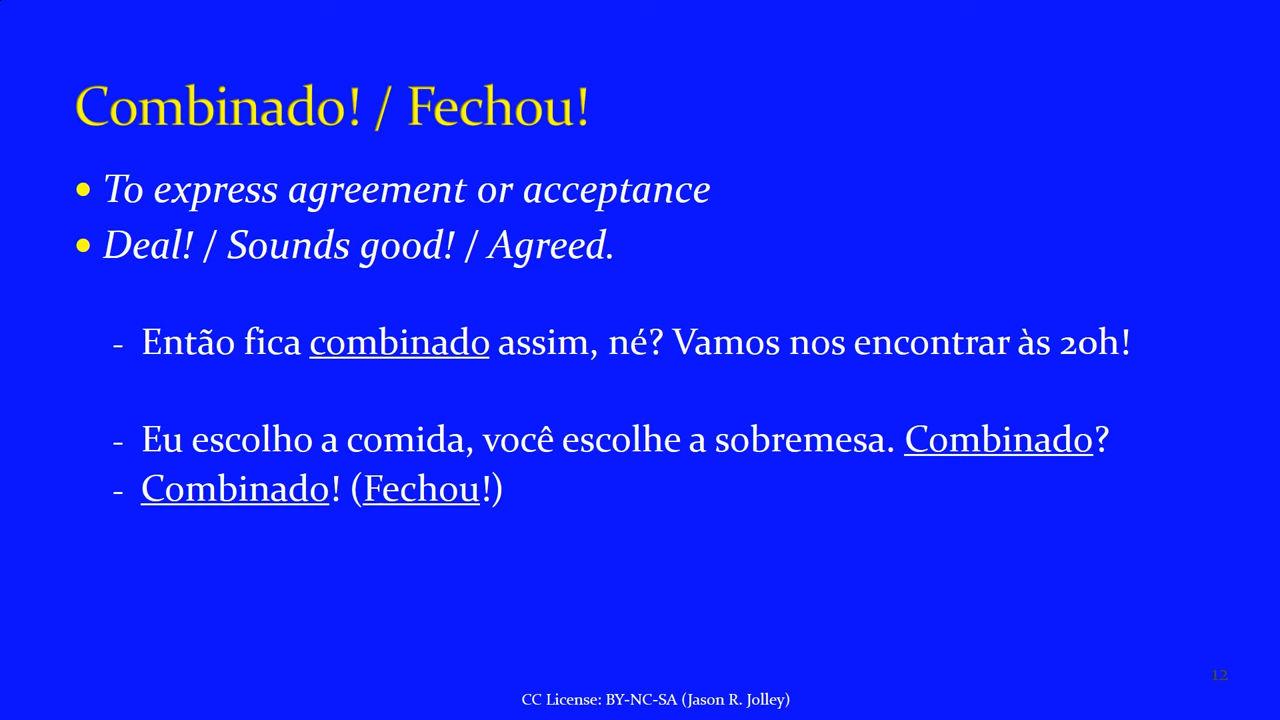 Combinado! / Fechou!
• To express agreement or acceptance
• Deal! / Sounds good! / Agreed.
- Então fica combinado assim, né? Vamos nos encontrar às 20h!
- Eu escolho a comida, você escolhe a sobremesa. Combinado?
- Combinado! (Fechou!)
12
CC License: BY-NC-SA (Jason R. Jolley)